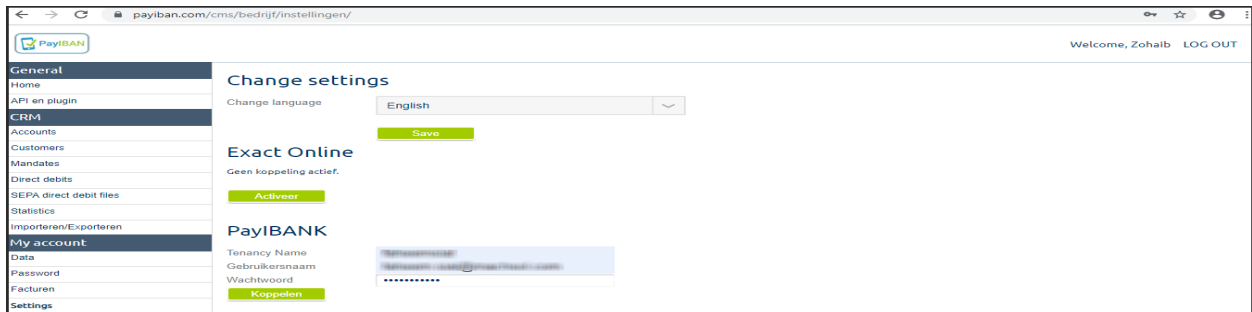 payiban.com/cms/bedrijf/instellingen/
PayIBAN
Welcome, Zohaib LOG OUT
General
Home
API en plugin
CRM
Accounts
Customers
Mandates
Direct debits
SEPA direct debit files
Statistics
Importeren/Exporteren
My account
Data
Password
Facturen
Settings
Change settings
Change language English
Save
Exact Online
Geen koppeling actief.
Activeer
PayIBANK
Tenancy Name
Gebruikersnaam
Wachtwoord •••••••••••
Koppelen